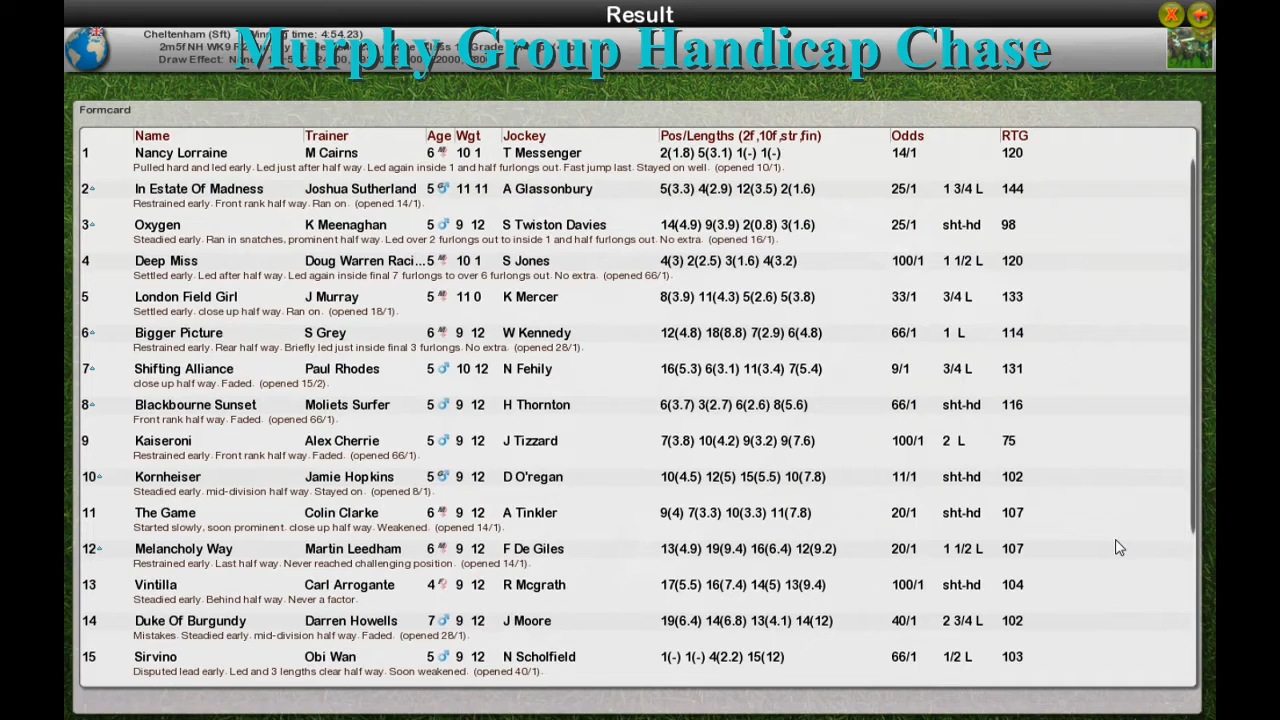 Result
Cheltenham (Sft) time: 4:54.23)
Murphy Group Handicap Chase
2m5f NH WK9
Draw Effect:
Formcard
Name Trainer Age Wgt Jockey Pos/Lengths (2f,10f,str,fin) Odds RTG
1 Nancy Lorraine M Cairns 6 10 1 T Messenger 2(1.8) 5(3.1) 1(-) 1(-) 14/1 120
Pulled hard and led early. Led just after half way. Led again inside 1 and half furlongs out. Fast jump last. Stayed on well. (opened 10/1).
2 In Estate Of Madness Joshua Sutherland 5 11 11 A Glassonbury 5(3.3) 4(2.9) 12(3.5) 2(1.6) 25/1 1 3/4 L 144
Restrained early. Front rank half way. Ran on. (opened 14/1).
3 Oxygen K Meenaghan 5 9 12 S Twiston Davies 14(4.9) 9(3.9) 2(0.8) 3(1.6) 25/1 sht-hd 98
Steadied early. Ran in snatches, prominent half way. Led over 2 furlongs out to inside 1 and half furlongs out. No extra. (opened 16/1).
4 Deep Miss Doug Warren Raci... 5 10 1 S Jones 4(3) 2(2.5) 3(1.6) 4(3.2) 100/1 1 1/2 L 120
Settled early. Led after half way. Led again inside final 7 furlongs to over 6 furlongs out. No extra. (opened 66/1).
5 London Field Girl J Murray 5 11 0 K Mercer 8(3.9) 11(4.3) 5(2.6) 5(3.8) 33/1 3/4 L 133
Settled early. close up half way. Ran on. (opened 18/1).
6 Bigger Picture S Grey 6 9 12 W Kennedy 12(4.8) 18(8.8) 7(2.9) 6(4.8) 66/1 1 L 114
Restrained early. Rear half way. Briefly led just inside final 3 furlongs. No extra. (opened 28/1).
7 Shifting Alliance Paul Rhodes 5 10 12 N Fehily 16(5.3) 6(3.1) 11(3.4) 7(5.4) 9/1 3/4 L 131
close up half way. Faded. (opened 15/2).
8 Blackbourne Sunset Moliets Surfer 5 9 12 H Thornton 6(3.7) 3(2.7) 6(2.6) 8(5.6) 66/1 sht-hd 116
Front rank half way. Faded. (opened 66/1).
9 Kaiseroni Alex Cherrie 5 9 12 J Tizzard 7(3.8) 10(4.2) 9(3.2) 9(7.6) 100/1 2 L 75
Restrained early. Front rank half way. Faded. (opened 66/1).
10 Kornheiser Jamie Hopkins 5 9 12 D O'regan 10(4.5) 12(5) 15(5.5) 10(7.8) 11/1 sht-hd 102
Steadied early. mid-division half way. Stayed on. (opened 8/1).
11 The Game Colin Clarke 6 9 12 A Tinkler 9(4) 7(3.3) 10(3.3) 11(7.8) 20/1 sht-hd 107
Started slowly, soon prominent. close up half way. Weakened. (opened 14/1).
12 Melancholy Way Martin Leedham 6 9 12 F De Giles 13(4.9) 19(9.4) 16(6.4) 12(9.2) 20/1 1 1/2 L 107
Restrained early. Last half way. Never reached challenging position. (opened 14/1).
13 Vintilla Carl Arrogante 4 9 12 R Mcgrath 17(5.5) 16(7.4) 14(5) 13(9.4) 100/1 sht-hd 104
Steadied early. Behind half way. Never a factor.
14 Duke Of Burgundy Darren Howells 7 9 12 J Moore 19(6.4) 14(6.8) 13(4.1) 14(12) 40/1 2 3/4 L 102
Mistakes. Steadied early. mid-division half way. Faded. (opened 28/1).
15 Sirvino Obi Wan 5 9 12 N Scholfield 1(-) 1(-) 4(2.2) 15(12) 66/1 1/2 L 103
Disputed lead early. Led and 3 lengths clear half way. Soon weakened. (opened 40/1).